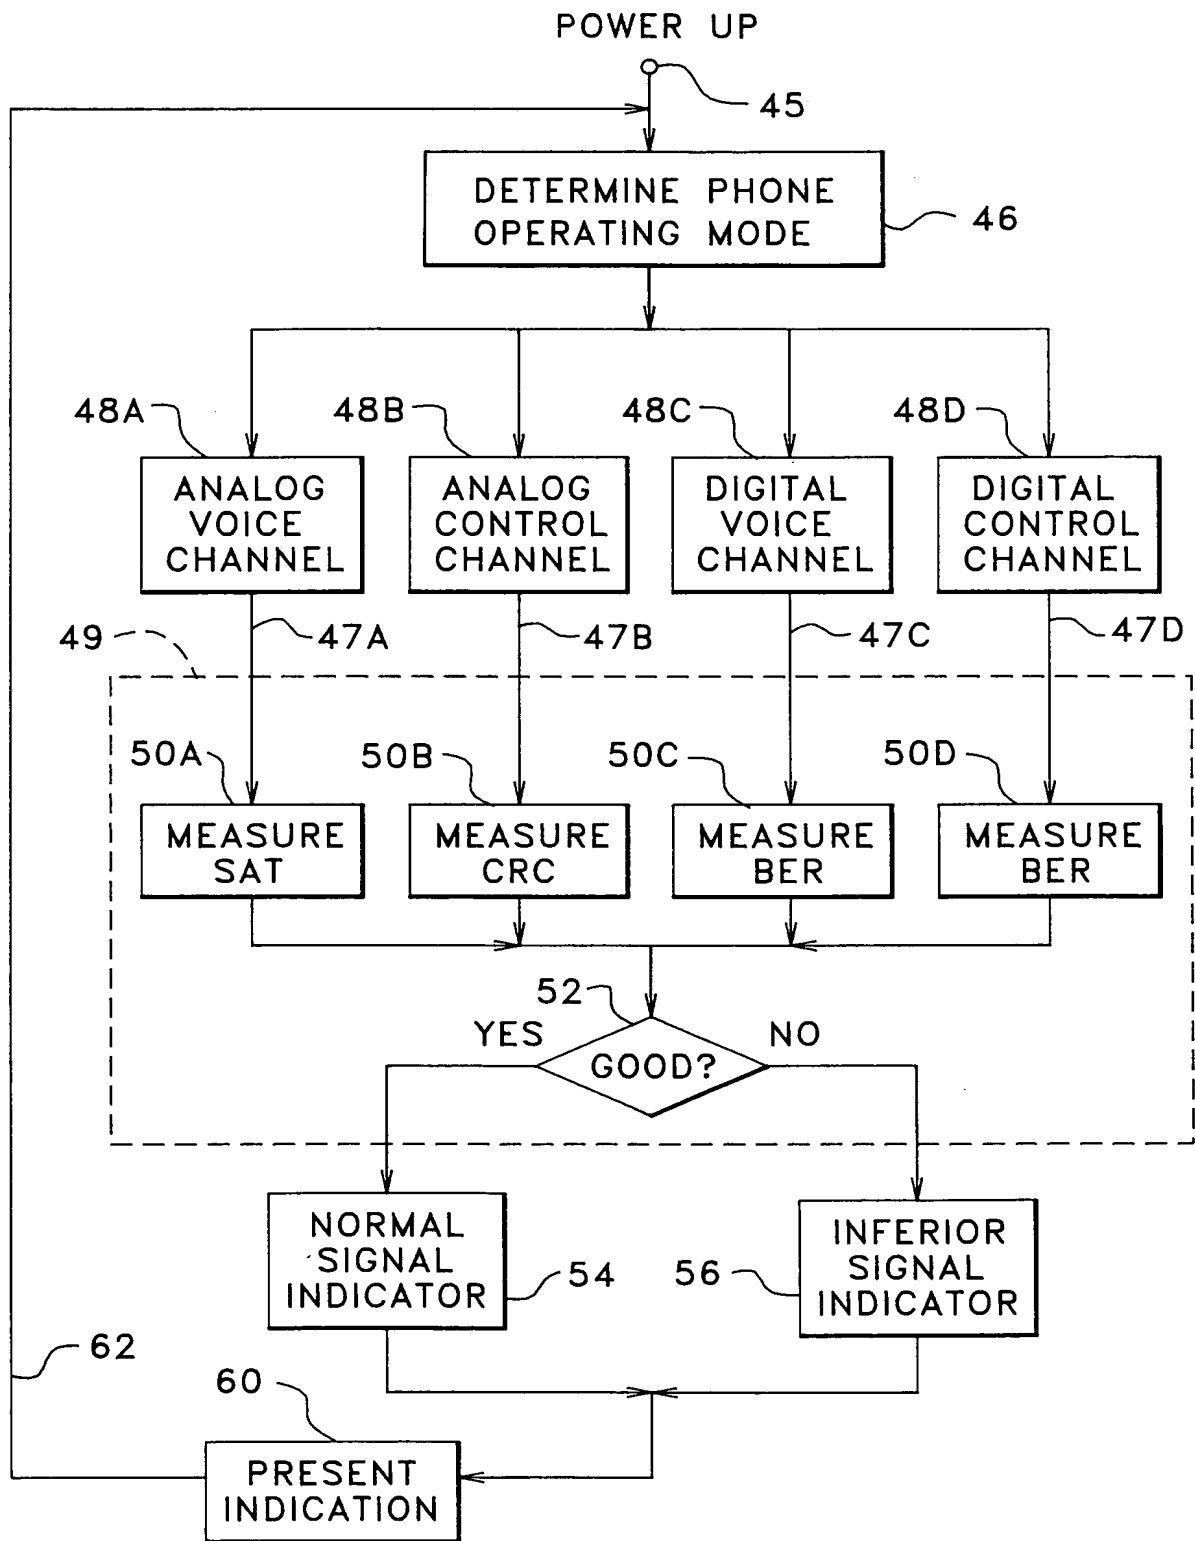 POWER UP
45
DETERMINE PHONE
OPERATING MODE
46
48A
48B
48C
48D
ANALOG
VOICE
CHANNEL
ANALOG
CONTROL
CHANNEL
DIGITAL
VOICE
CHANNEL
DIGITAL
CONTROL
CHANNEL
49
47A
47B
47C
47D
50A
50B
50C
50D
MEASURE
SAT
MEASURE
CRC
MEASURE
BER
MEASURE
BER
52
YES
GOOD?
NO
NORMAL
SIGNAL
INDICATOR
54
56
INFERIOR
SIGNAL
INDICATOR
62
60
PRESENT
INDICATION